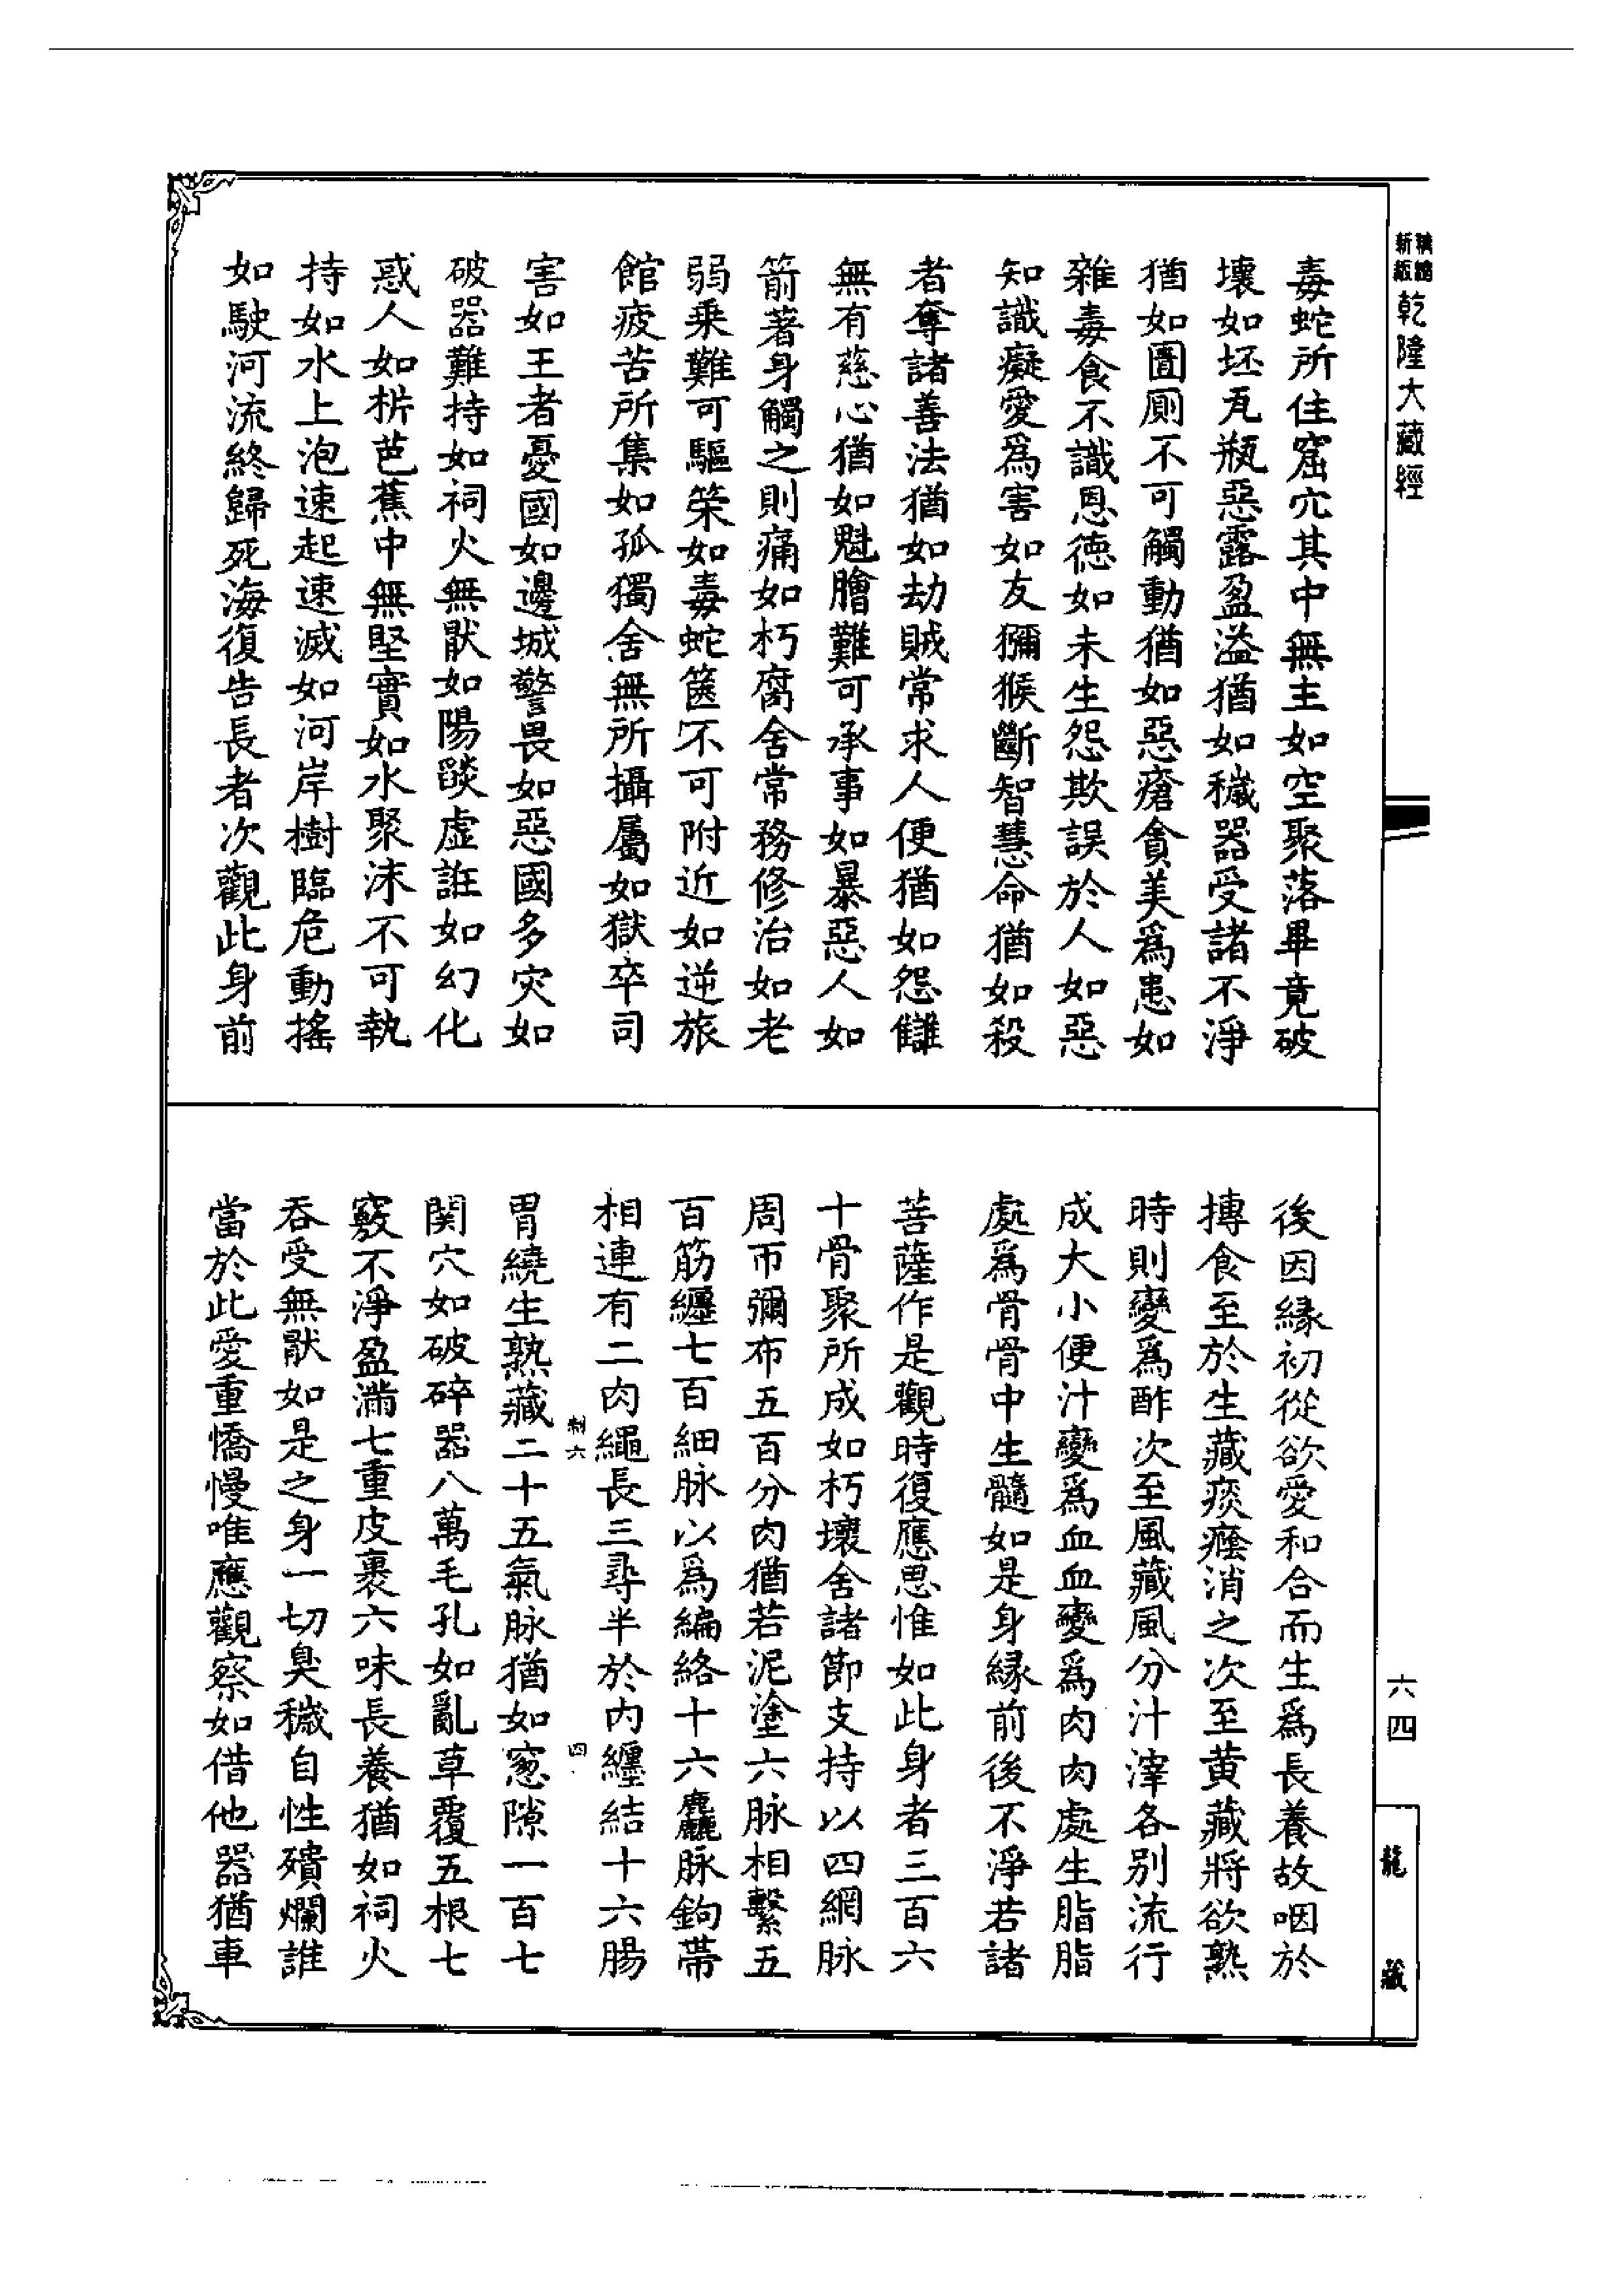 乾隆大藏經
毒蛇所住窟穴其中無主如空聚落畢竟破
壞如坯瓦瓶惡露盈溢猶如穢器受諸不淨
猶如圊廁不可觸動猶如惡瘡貪美爲患如
雜毒食不識恩德如未生怨欺誤於人如惡
知識癡愛爲害如友獼猴斷智慧命猶如殺
者奪諸善法猶如劫賊常求人便猶如怨讎
無有慈心猶如魁膾難可承事如暴惡人如
箭著身觸之則痛如朽腐舍常務修治如老
弱乘難可驅策如毒蛇篋不可附近如逆旅
館疲苦所集如孤獨舍無所攝屬如獄卒司
害如王者憂國如邊城警畏如惡國多災如
破器難持如祠火無猒如陽燄虛誑如幻化
惑人如析芭蕉中無堅實如水聚沫不可執
持如水上泡速起速滅如河岸樹臨危動搖
如駛河流終歸死海復告長者次觀此身前
後因緣初從欲愛和合而生爲長養故咽於
摶食至於生藏痰癊消之次至黃藏將欲熟
時則變爲酢次至風藏風分汁滓各別流行
成大小便汁變爲血血變爲肉肉處生脂脂
處爲骨骨中生髓如是身緣前後不淨若諸
菩薩作是觀時復應思惟如此身者三百六
十骨聚所成如朽壞舍諸節支持以四網脉
周帀彌布五百分肉猶若泥塗六脉相繫五
百筋纏七百細脉以爲編絡十六麤脉鉤帶
相連有二肉繩長三尋半於內纏結十六腸
制六
四
胃繞生熟藏二十五氣脉猶如窻隙一百七
関穴如破碎器八萬毛孔如亂草覆五根七
竅不淨盈滿七重皮裹六味長養猶如祠火
吞受無猒如是之身一切臭穢自性殨爛誰
當於此愛重憍慢唯應觀察如借他器猶車
六四
龍藏